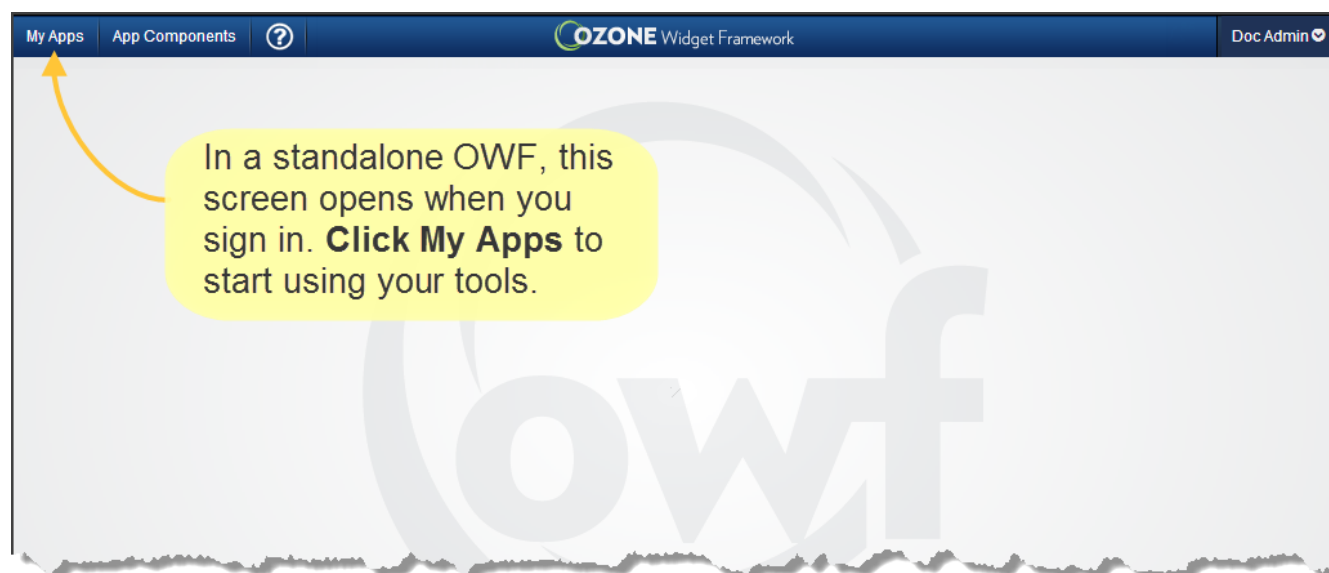 My Apps App Components ? OZONE Widget Framework Doc Admin
In a standalone OWF, this
screen opens when you
sign in. Click My Apps to
start using your tools.
owf